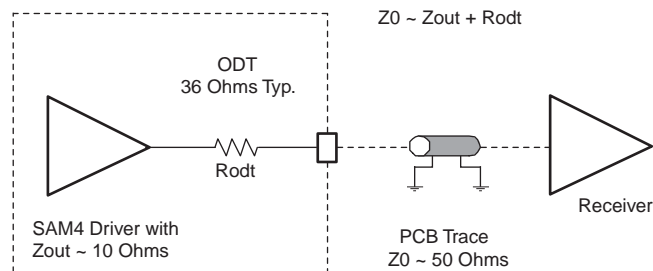 Z0 ~ Zout + Rodt
ODT
36 Ohms Typ.
Rodt
Receiver
SAM4 Driver with
Zout ~ 10 Ohms
PCB Trace
Z0 ~ 50 Ohms